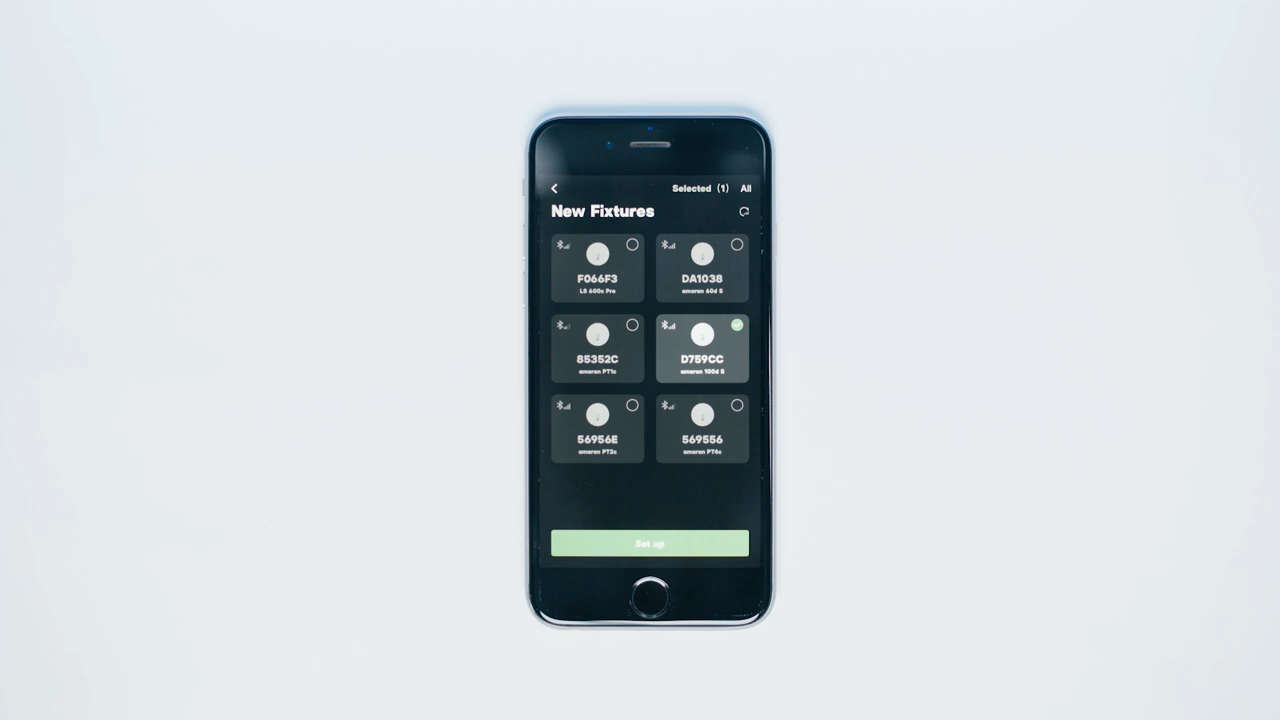 Selected (1) All
New Fixtures
F066F3
LS 600c Pro
DA1038
amaran 60d S
85352C
amaran PT1c
D759CC
amaran 100d S
56956E
amaran PT2c
569556
amaran PT4c
Set up